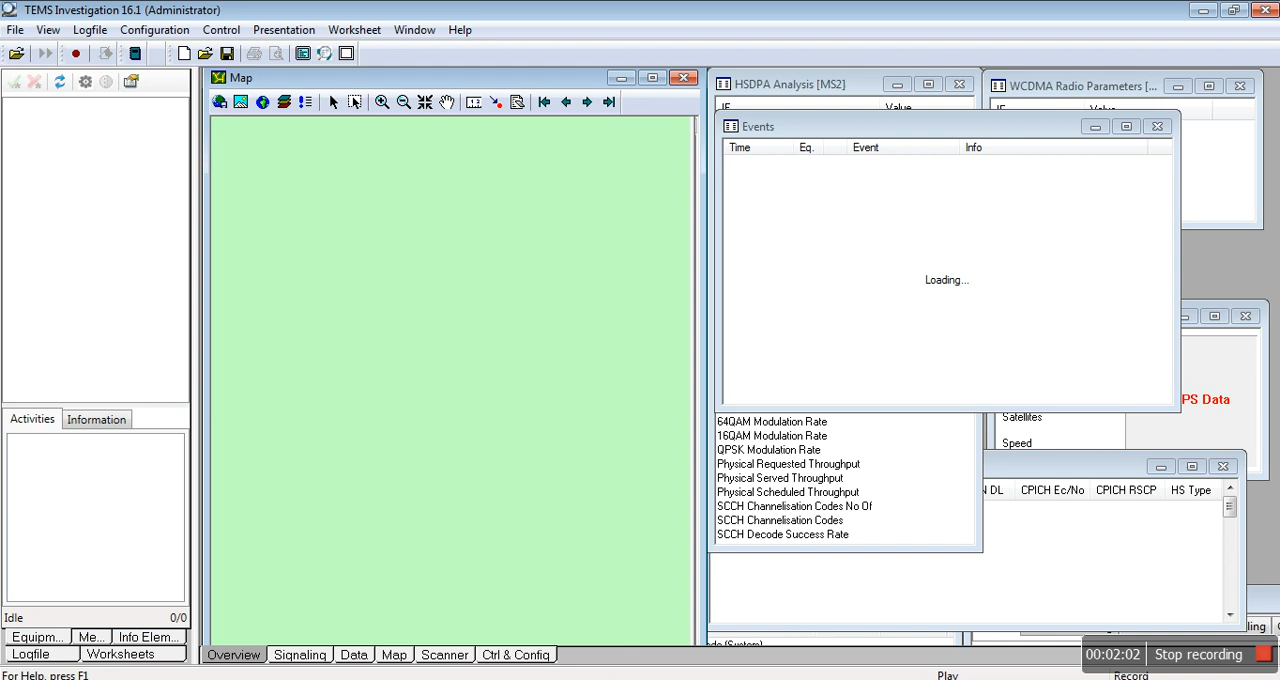 TEMS Investigation 16.1 (Administrator)
File View Logfile Configuration Control Presentation Worksheet Window Help
Map
HSDPA Analysis [MS2]
WCDMA Radio Parameters [...
IE Value
Events
Time Eq. Event Info
Loading...
PS Data
Activities Information
64QAM Modulation Rate
16QAM Modulation Rate
QPSK Modulation Rate
Physical Requested Throughput
Physical Served Throughput
Physical Scheduled Throughput
SCCH Channelisation Codes No Of
SCCH Channelisation Codes
SCCH Decode Success Rate
Satellites
Speed
N DL CPICH Ec/No CPICH RSCP HS Type
Idle 0/0
Equipm... Me... Info Elem...
Logfile Worksheets
Overview Signaling Data Map Scanner Ctrl & Config
00:02:02 Stop recording
For Help, press F1
Play
Record